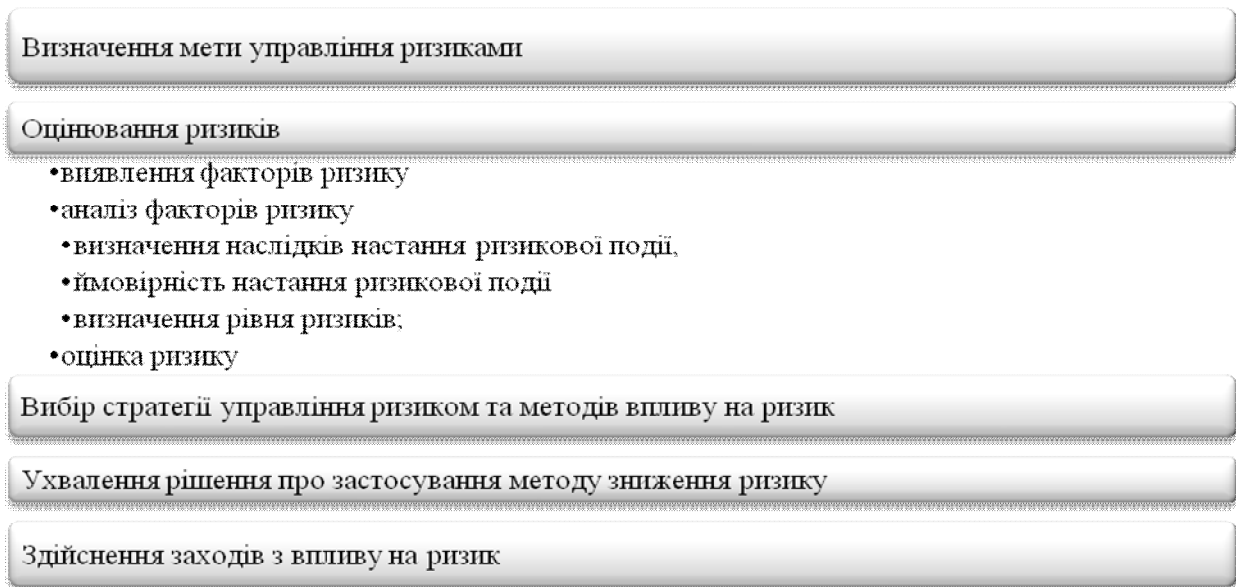 Визначення мети управління ризиками
Оцінювання ризиків
•виявлення факторів ризику
•аналіз факторів ризику
•визначення наслідків настання ризикової події,
•ймовірність настання ризикової події
•визначення рівня ризиків;
•оцінка ризику
Вибір стратегії управління ризиком та методів впливу на ризик
Ухвалення рішення про застосування методу зниження ризику
Здійснення заходів з впливу на ризик